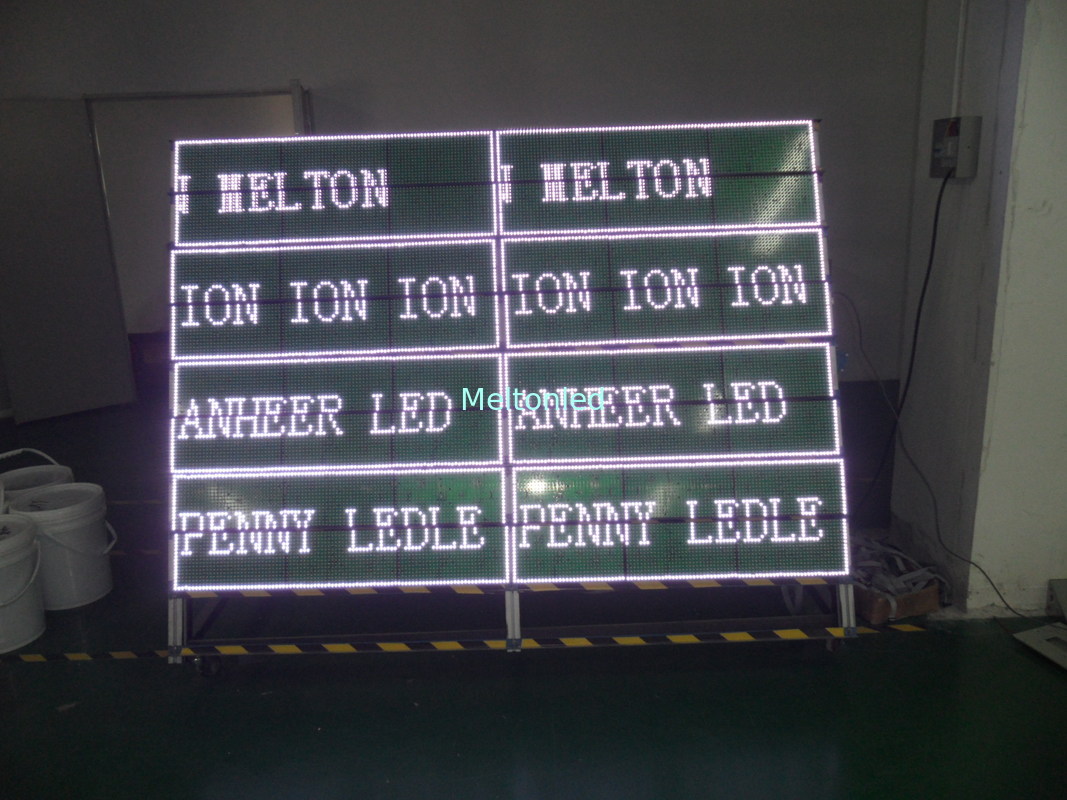 N MELTON N MELTON
ION ION ION ION ION ION
ANHEER LED ANHEER LED
Meltonled
PENNY LEDLE PENNY LEDLE